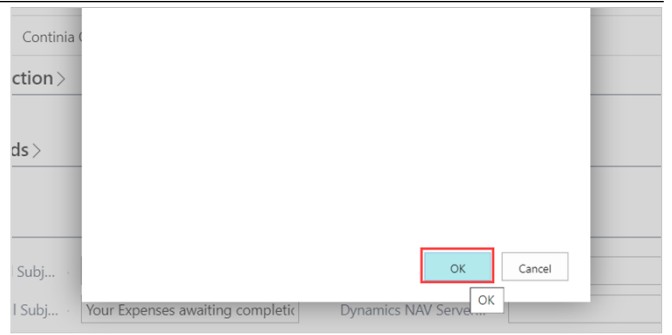 Continia
ction >
ds >
OK Cancel
Subj...
OK
l Subj... Your Expenses awaiting completic Dynamics NAV Server...